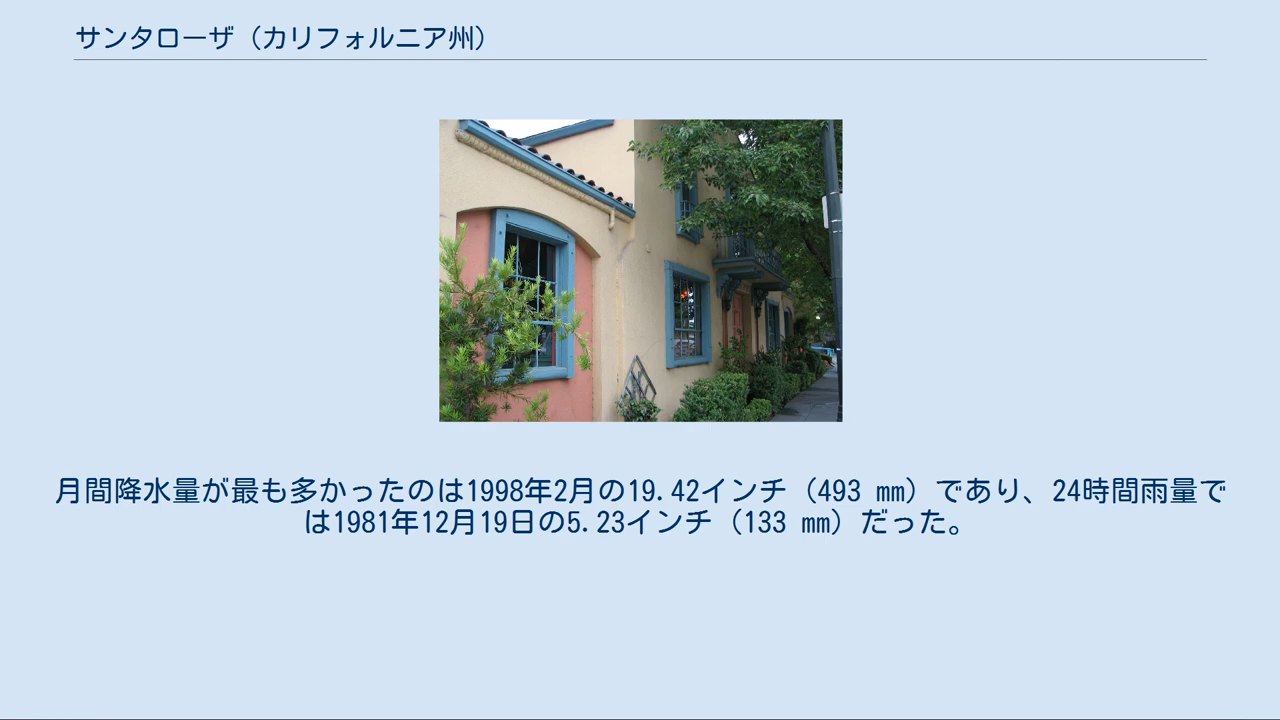 サンタローザ（カリフォルニア州）
月間降水量が最も多かったのは1998年2月の19.42インチ（493 mm）であり、24時間雨量で
は1981年12月19日の5.23インチ（133 mm）だった。